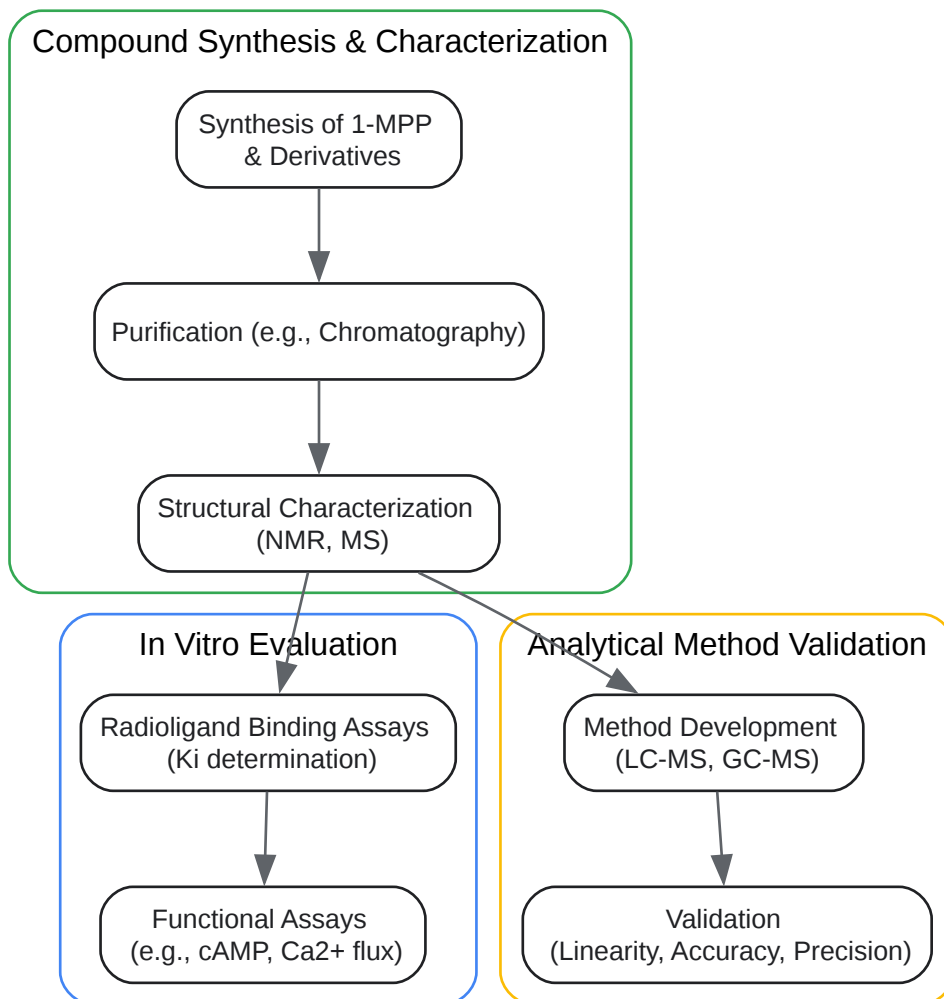 Compound Synthesis & Characterization
Synthesis of 1-MPP
& Derivatives
Purification (e.g., Chromatography)
Structural Characterization
(NMR, MS)
In Vitro Evaluation
Radioligand Binding Assays
(Ki determination)
Functional Assays
(e.g., cAMP, Ca2+ flux)
Analytical Method Validation
Method Development
(LC-MS, GC-MS)
Validation
(Linearity, Accuracy, Precision)